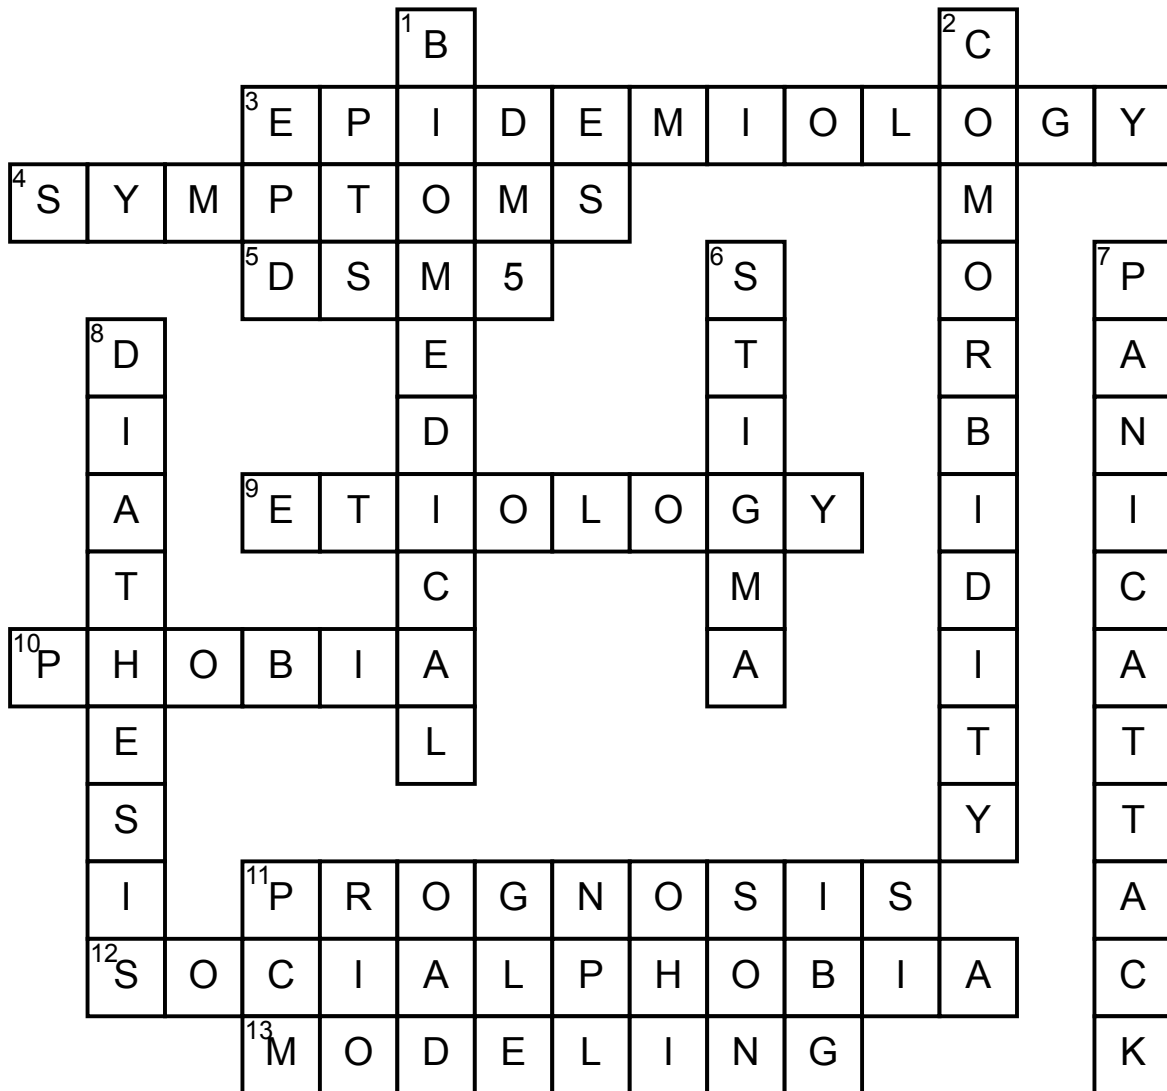 1 B 2 C
3 E P I D E M I O L O G Y
4 S Y M P T O M S M
5 D S M 5 6 S O 7 P
8 D E T R A
I D I B N
A 9 E T I O L O G Y I I
T C M D C
10 P H O B I A A I A
E L T T
S Y T
I 11 P R O G N O S I S A
12 S O C I A L P H O B I A C
13 M O D E L I N G K